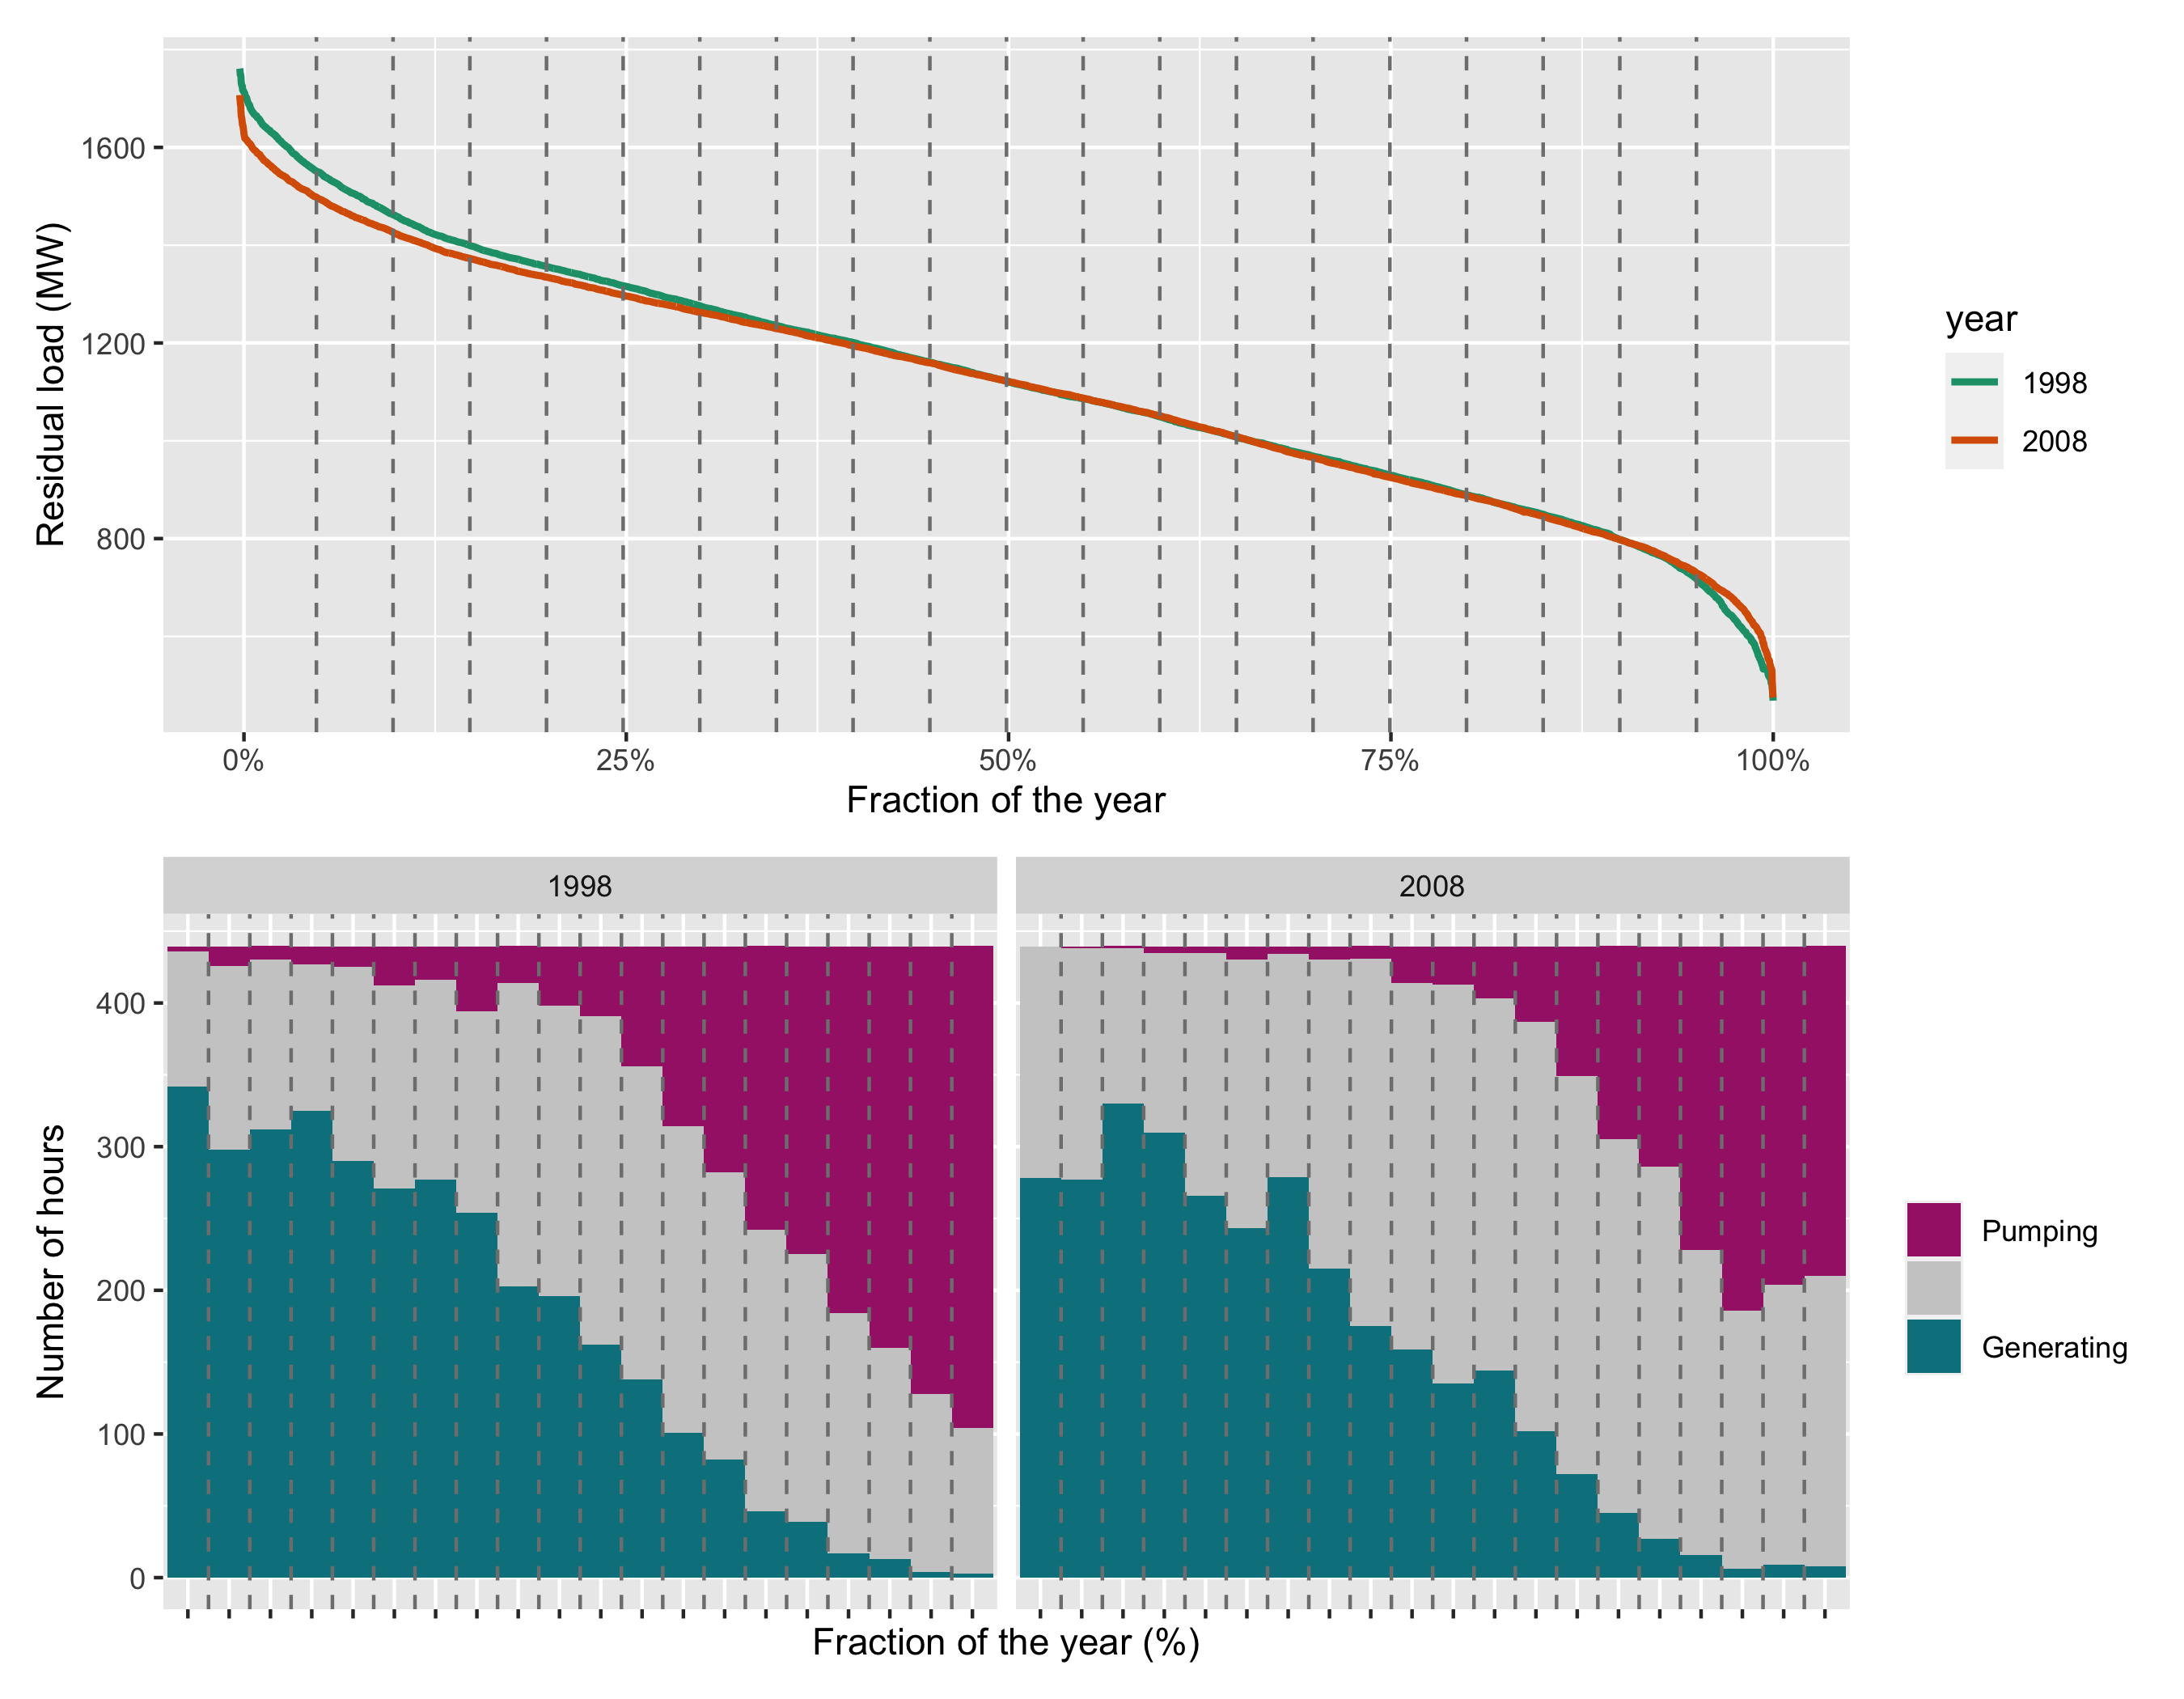 Residual load (MW)
1600
1200
800
0% 25% 50% 75% 100%
Fraction of the year
year
1998
2008
1998 2008
Number of hours
400
300
200
100
0
Fraction of the year (%)
Pumping
Generating